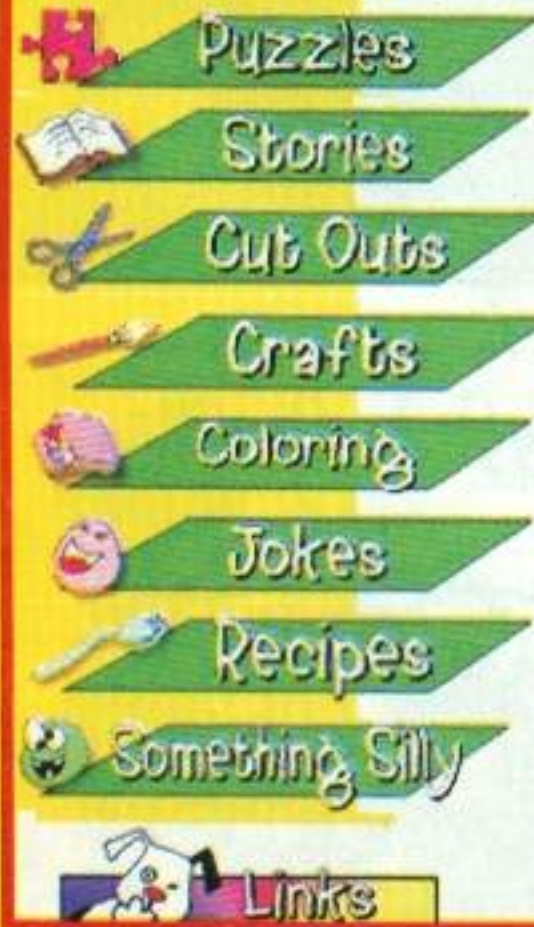 Puzzles
Stories
Cut Outs
Crafts
Coloring
Jokes
Recipes
Something Silly
Links